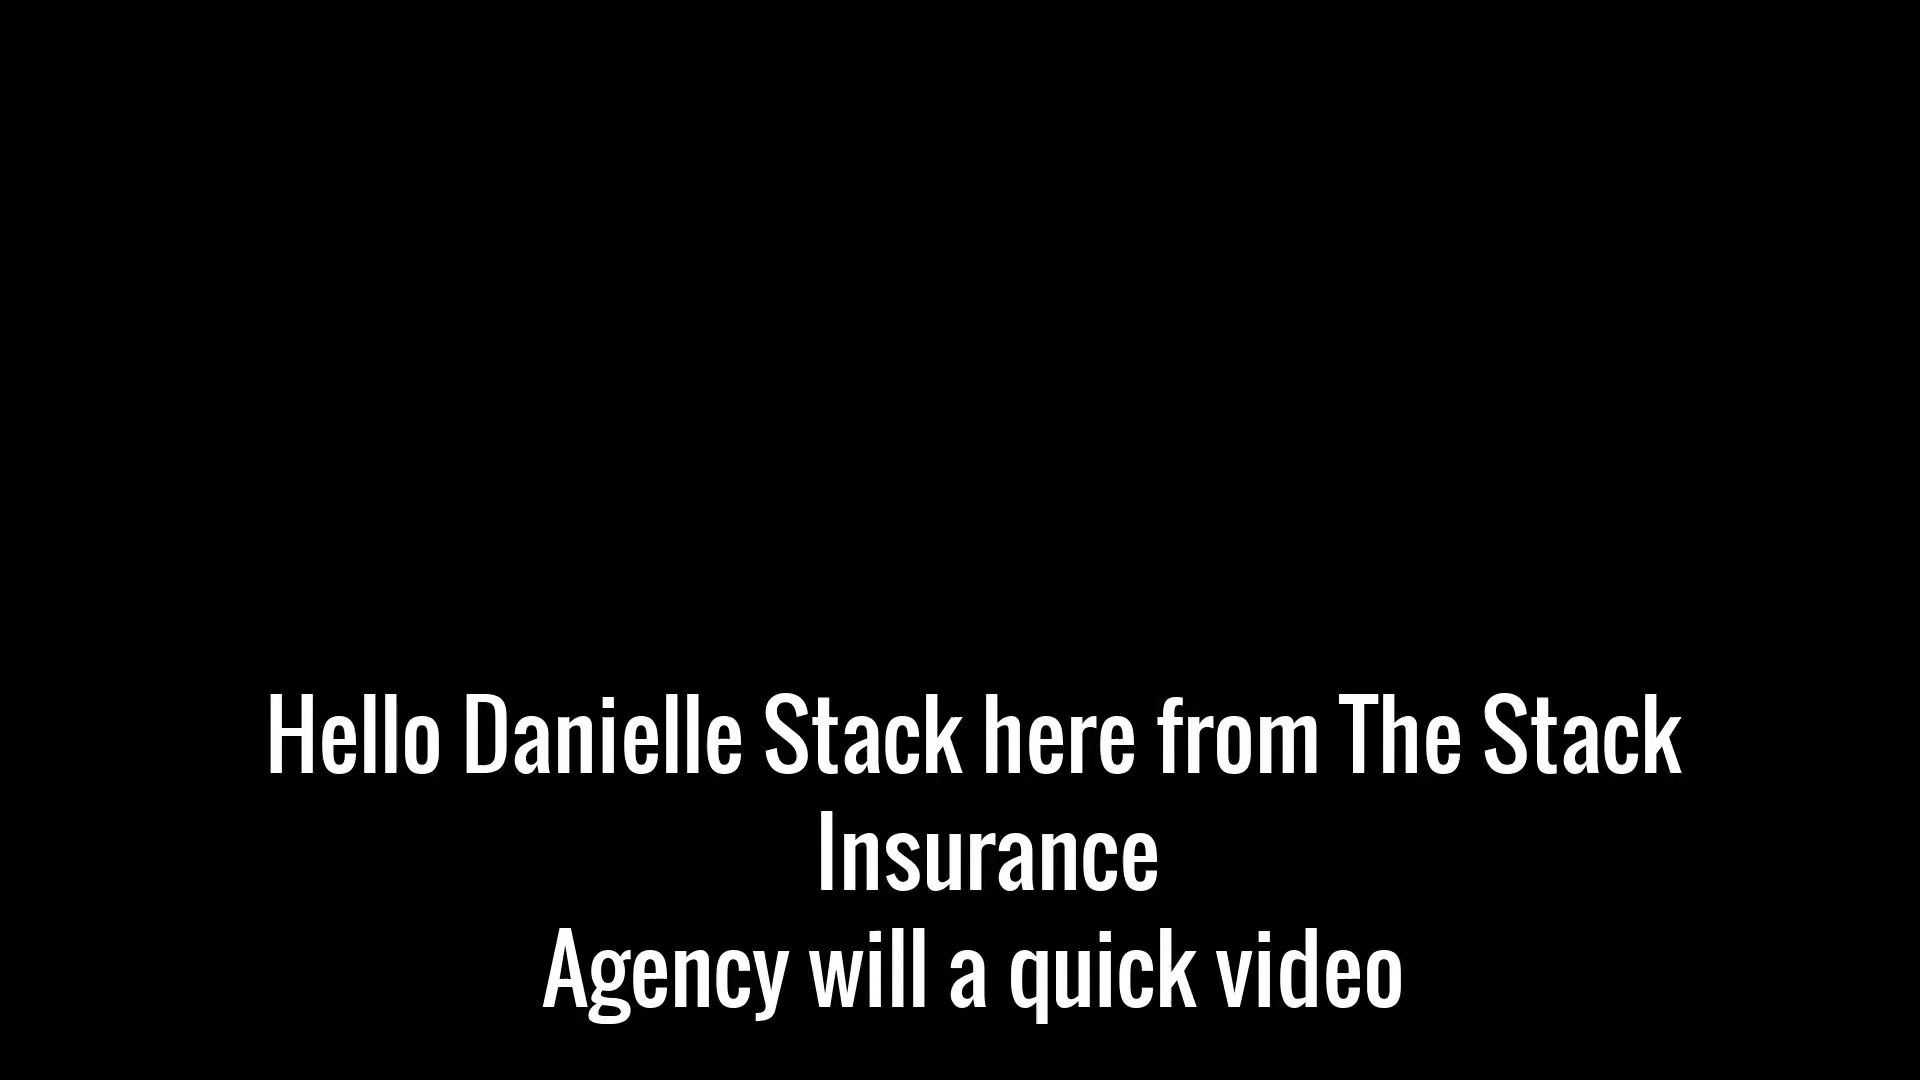 Hello Danielle Stack here from The Stack
Insurance
Agency will a quick video